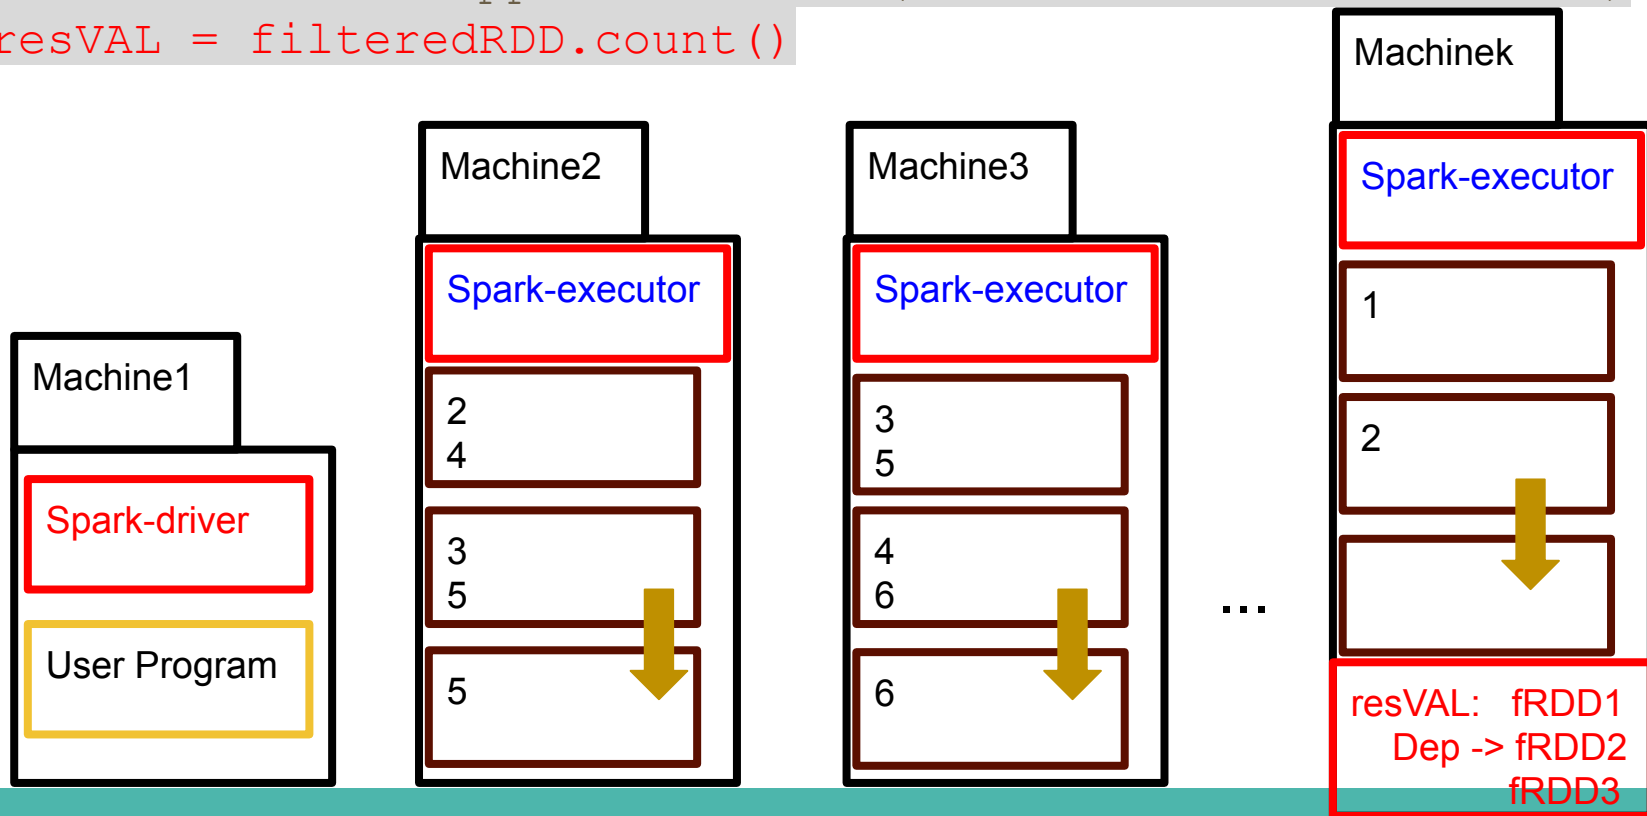 resVAL = filteredRDD.count()
Machine1
Spark-driver
User Program
Machine2
Spark-executor
2
4
3
5
5
Machine3
Spark-executor
3
5
4
6
6
...
Machinek
Spark-executor
1
2
resVAL: fRDD1
Dep -> fRDD2
fRDD3